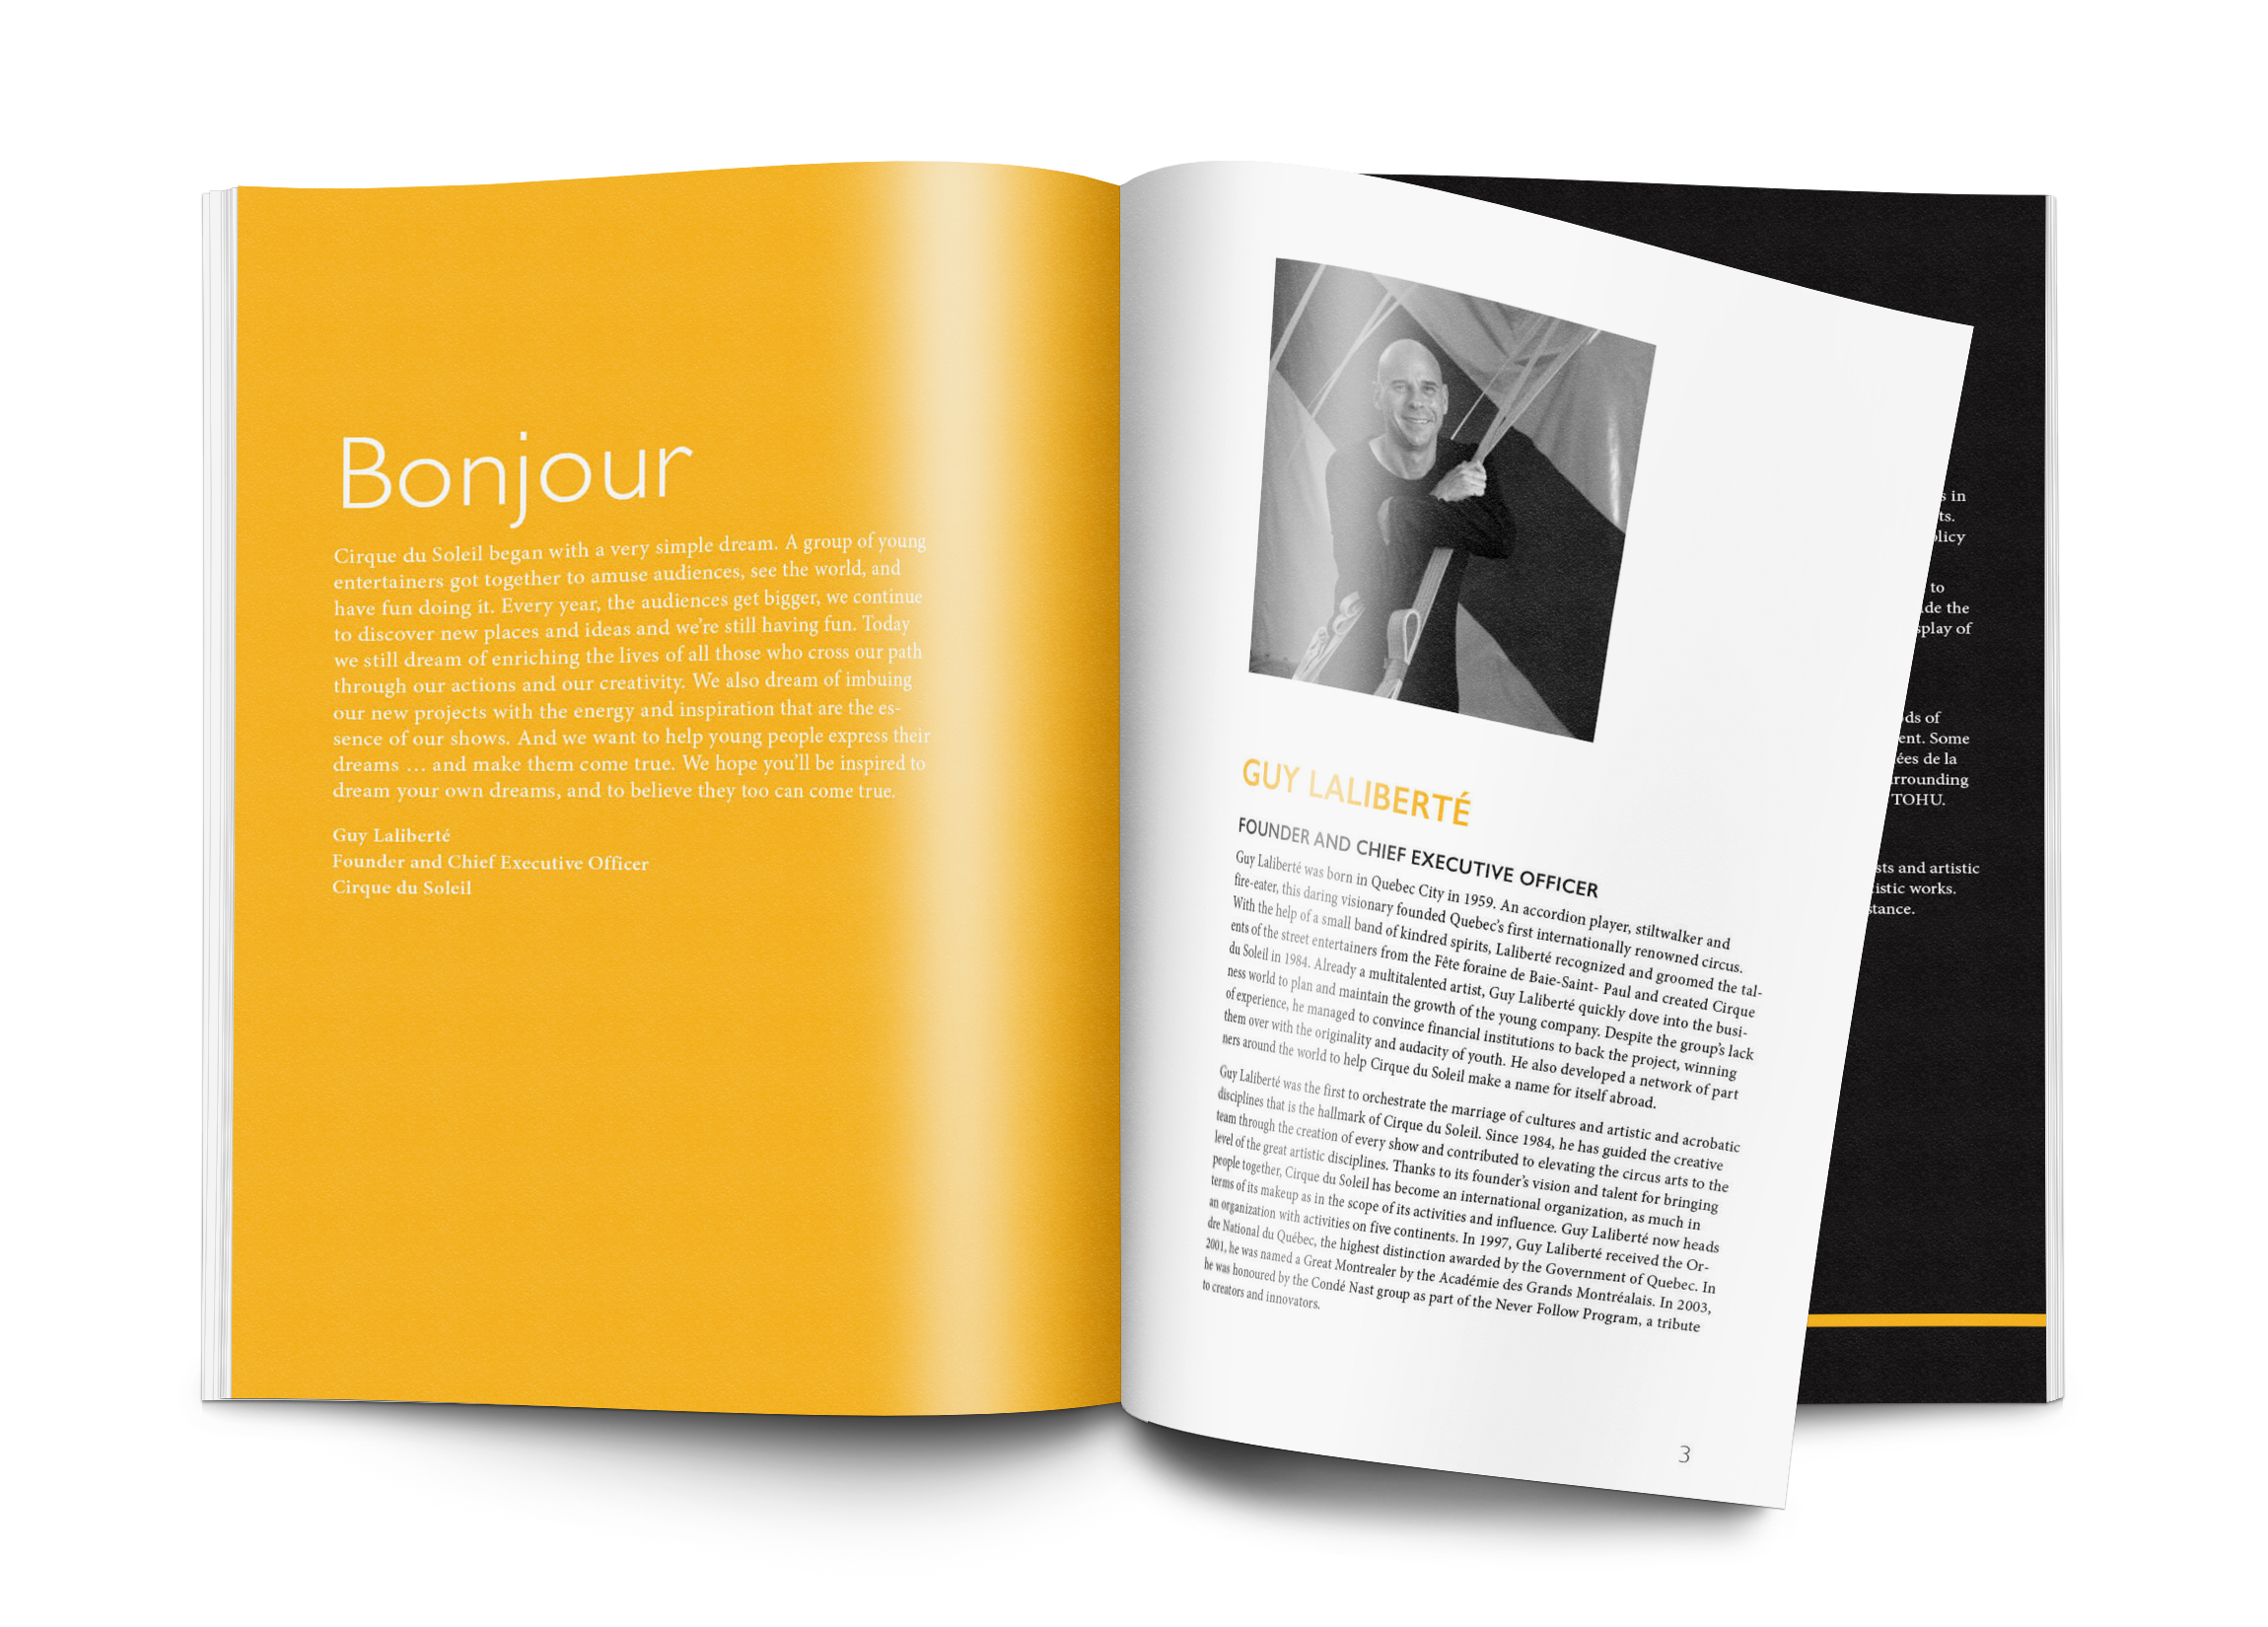 Bonjour
Cirque du Soleil began with a very simple dream. A group of young
entertainers got together to amuse audiences, see the world, and
have fun doing it. Every year, the audiences get bigger, we continue
to discover new places and ideas and we're still having fun. Today
we still dream of enriching the lives of all those who cross our path
through our actions and our creativity. We also dream of imbuing
our new projects with the energy and inspiration that are the es-
sence of our shows. And we want to help young people express their
dreams … and make them come true. We hope you'll be inspired to
dream your own dreams, and to believe they too can come true.
Guy Laliberté
Founder and Chief Executive Officer
Cirque du Soleil
GUY LALIBERTÉ
FOUNDER AND CHIEF EXECUTIVE OFFICER
Guy Laliberté was born in Quebec City in 1959. An accordion player, stiltwalker and
fire-eater, this daring visionary founded Quebec's first internationally renowned circus.
With the help of a small band of kindred spirits, Laliberté recognized and groomed the tal-
ents of the street entertainers from the Fête foraine de Baie-Saint- Paul and created Cirque
du Soleil in 1984. Already a multitalented artist, Guy Laliberté quickly dove into the busi-
ness world to plan and maintain the growth of the young company. Despite the group's lack
of experience, he managed to convince financial institutions to back the project, winning
them over with the originality and audacity of youth. He also developed a network of part
ners around the world to help Cirque du Soleil make a name for itself abroad.
Guy Laliberté was the first to orchestrate the marriage of cultures and artistic and acrobatic
disciplines that is the hallmark of Cirque du Soleil. Since 1984, he has guided the creative
team through the creation of every show and contributed to elevating the circus arts to the
level of the great artistic disciplines. Thanks to its founder's vision and talent for bringing
people together, Cirque du Soleil has become an international organization, as much in
terms of its makeup as in the scope of its activities and influence. Guy Laliberté now heads
an organization with activities on five continents. In 1997, Guy Laliberté received the Or-
dre National du Québec, the highest distinction awarded by the Government of Quebec. In
2001, he was named a Great Montrealer by the Académie des Grands Montréalais. In 2003,
he was honoured by the Condé Nast group as part of the Never Follow Program, a tribute
to creators and innovators.
3
s in
ts.
licy
to
de the
splay of
ds of
ent. Some
ées de la
rrounding
TOHU.
sts and artistic
istic works.
stance.